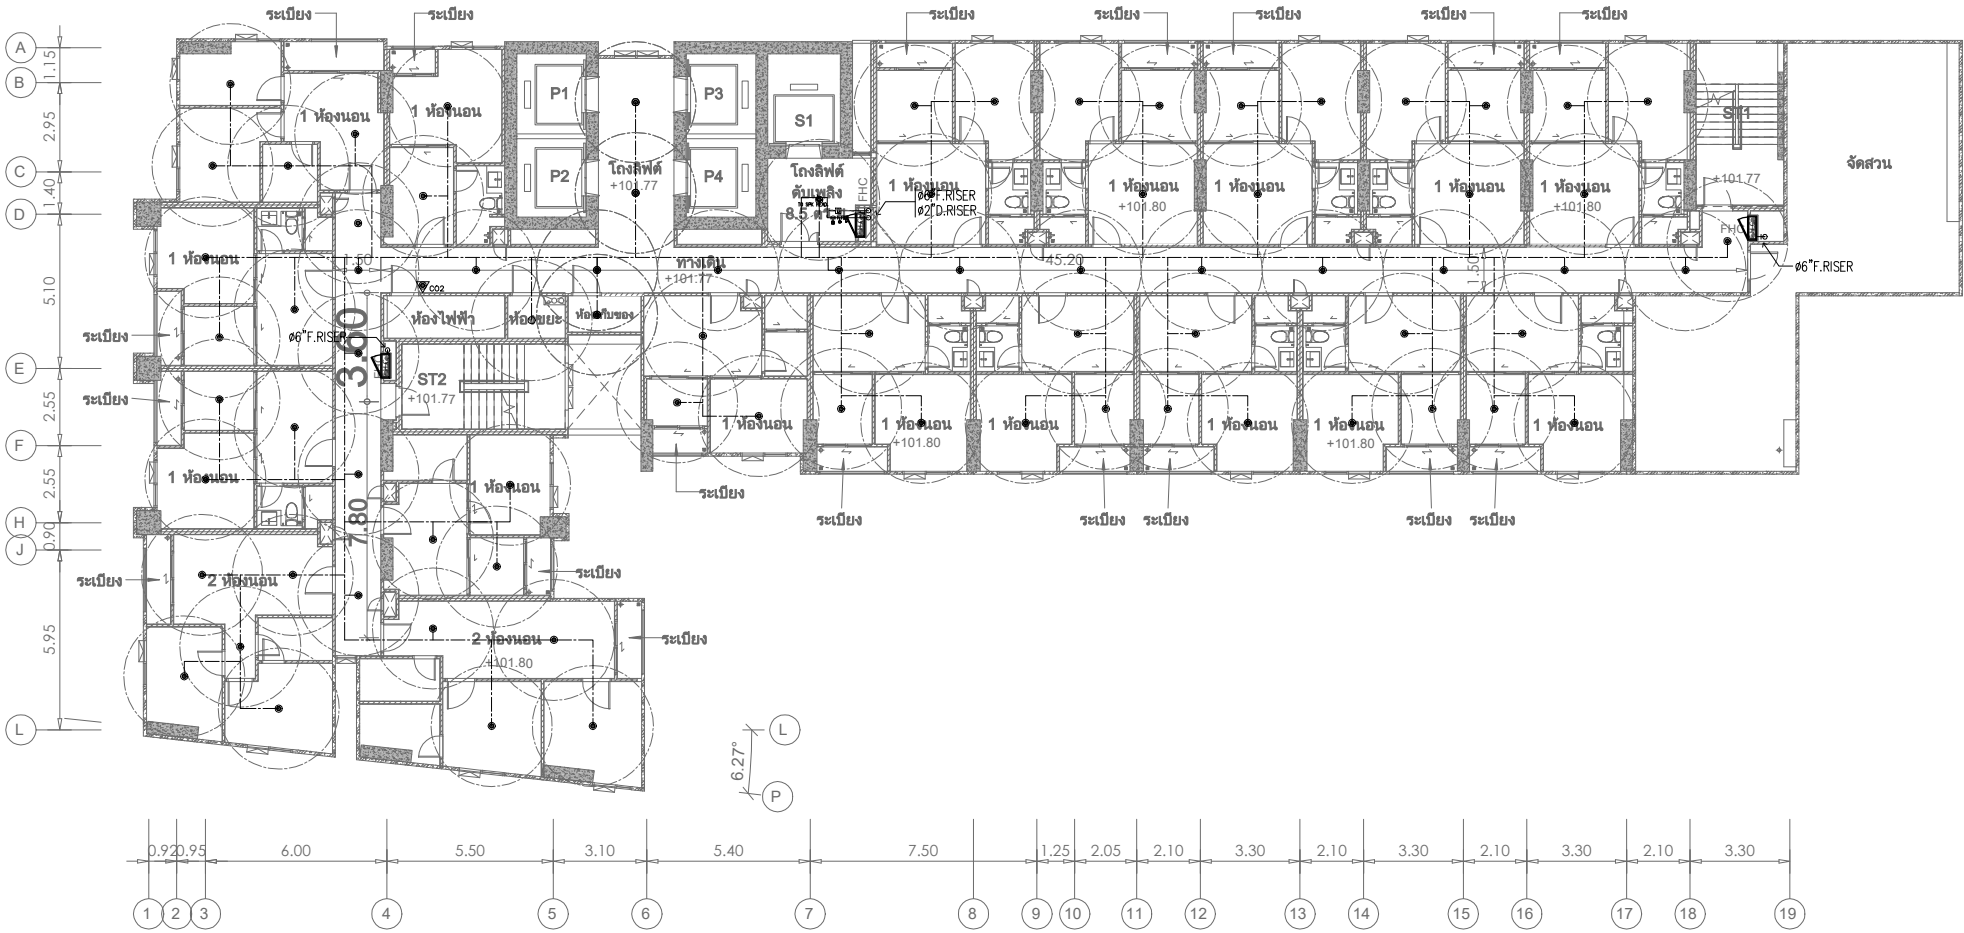 ระเบียง
ระเบียง
ระเบียง
ระเบียง
ระเบียง
ระเบียง
ระเบียง
A
B
C
D
E
F
H
J
L
1.15
2.95
1.40
5.10
2.55
2.55
0.90
5.95
1 ห้องนอน
1 ห้องนอน
P1
P2
P3
P4
S1
ST1
จัดสวน
โถงลิฟต์
+101.77
โถงลิฟต์
ดับเพลิง
FHC
Ø6"F.RISER
Ø2"D.RISER
1 ห้องนอน
1 ห้องนอน
+101.80
1 ห้องนอน
1 ห้องนอน
1 ห้องนอน
+101.80
+101.77
FHC
Ø6"F.RISER
1 ห้องนอน
1.50
ทางเดิน
+101.77
45.20
1.50
CO2
ห้องไฟฟ้า
ห้องขยะ
ระเบียง
Ø6"F.RISER
3.60
ST2
+101.77
ระเบียง
1 ห้องนอน
1 ห้องนอน
+101.80
1 ห้องนอน
1 ห้องนอน
1 ห้องนอน
+101.80
1 ห้องนอน
1 ห้องนอน
1 ห้องนอน
7.80
ระเบียง
ระเบียง
ระเบียง
ระเบียง
ระเบียง
ระเบียง
ระเบียง
2 ห้องนอน
ระเบียง
2 ห้องนอน
+101.80
ระเบียง
L
6.27°
P
0.92
0.95
6.00
5.50
3.10
5.40
7.50
1.25
2.05
2.10
3.30
2.10
3.30
2.10
3.30
2.10
3.30
1
2
3
4
5
6
7
8
9
10
11
12
13
14
15
16
17
18
19